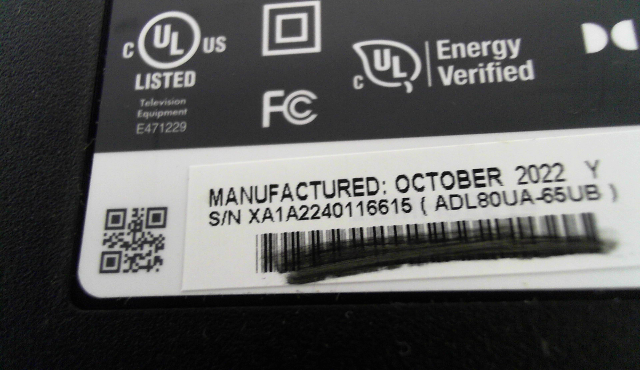 C UL US
LISTED
Television
Equipment
E471229
FC
C UL
Energy
Verified
MANUFACTURED: OCTOBER 2022 Y
S/N XA1A2240116615 ( ADL80UA-65UB )